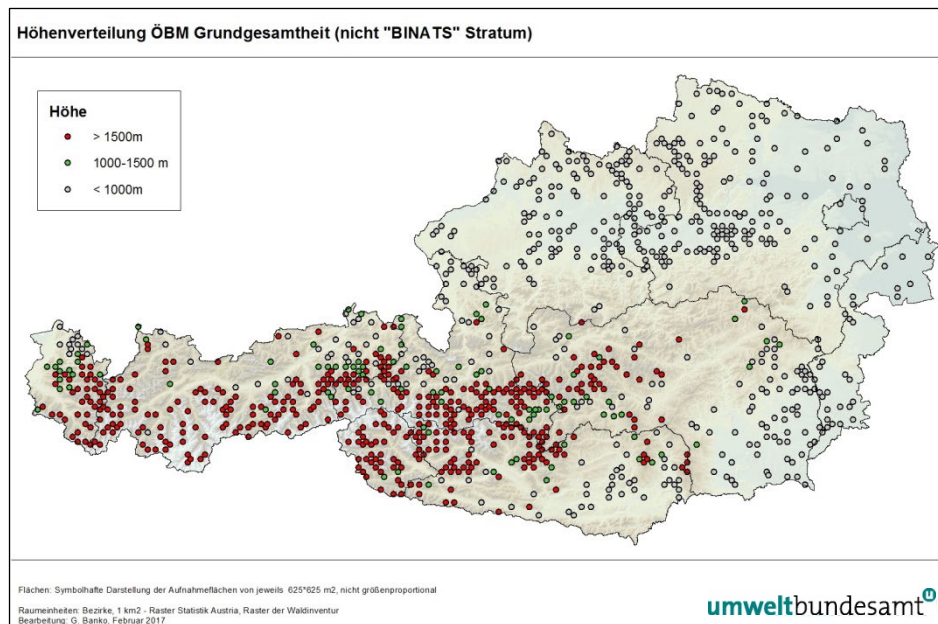 Höhenverteilung ÖBM Grundgesamtheit (nicht "BINATS" Stratum)
Höhe
> 1500m
1000-1500 m
< 1000m
Flächen: Symbolhafte Darstellung der Aufnahmeflächen von jeweils 625*625 m2, nicht größenproportional
Raumeinheiten: Bezirke, 1 km2 - Raster Statistik Austria, Raster der Waldinventur
Bearbeitung: G. Banko, Februar 2017
umweltbundesamt u